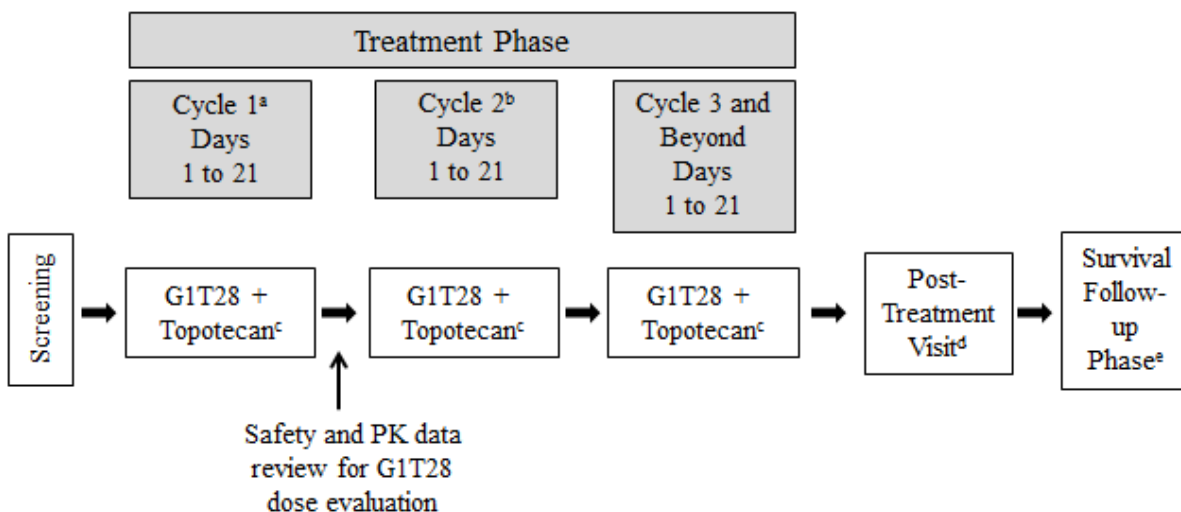 Treatment Phase
Cycle 1ᵃ
Days
1 to 21
Cycle 2ᵇ
Days
1 to 21
Cycle 3 and
Beyond
Days
1 to 21
Screening
G1T28 +
Topotecanᶜ
G1T28 +
Topotecanᶜ
G1T28 +
Topotecanᶜ
Post-
Treatment
Visitᵈ
Survival
Follow-
up
Phaseᵉ
Safety and PK data
review for G1T28
dose evaluation